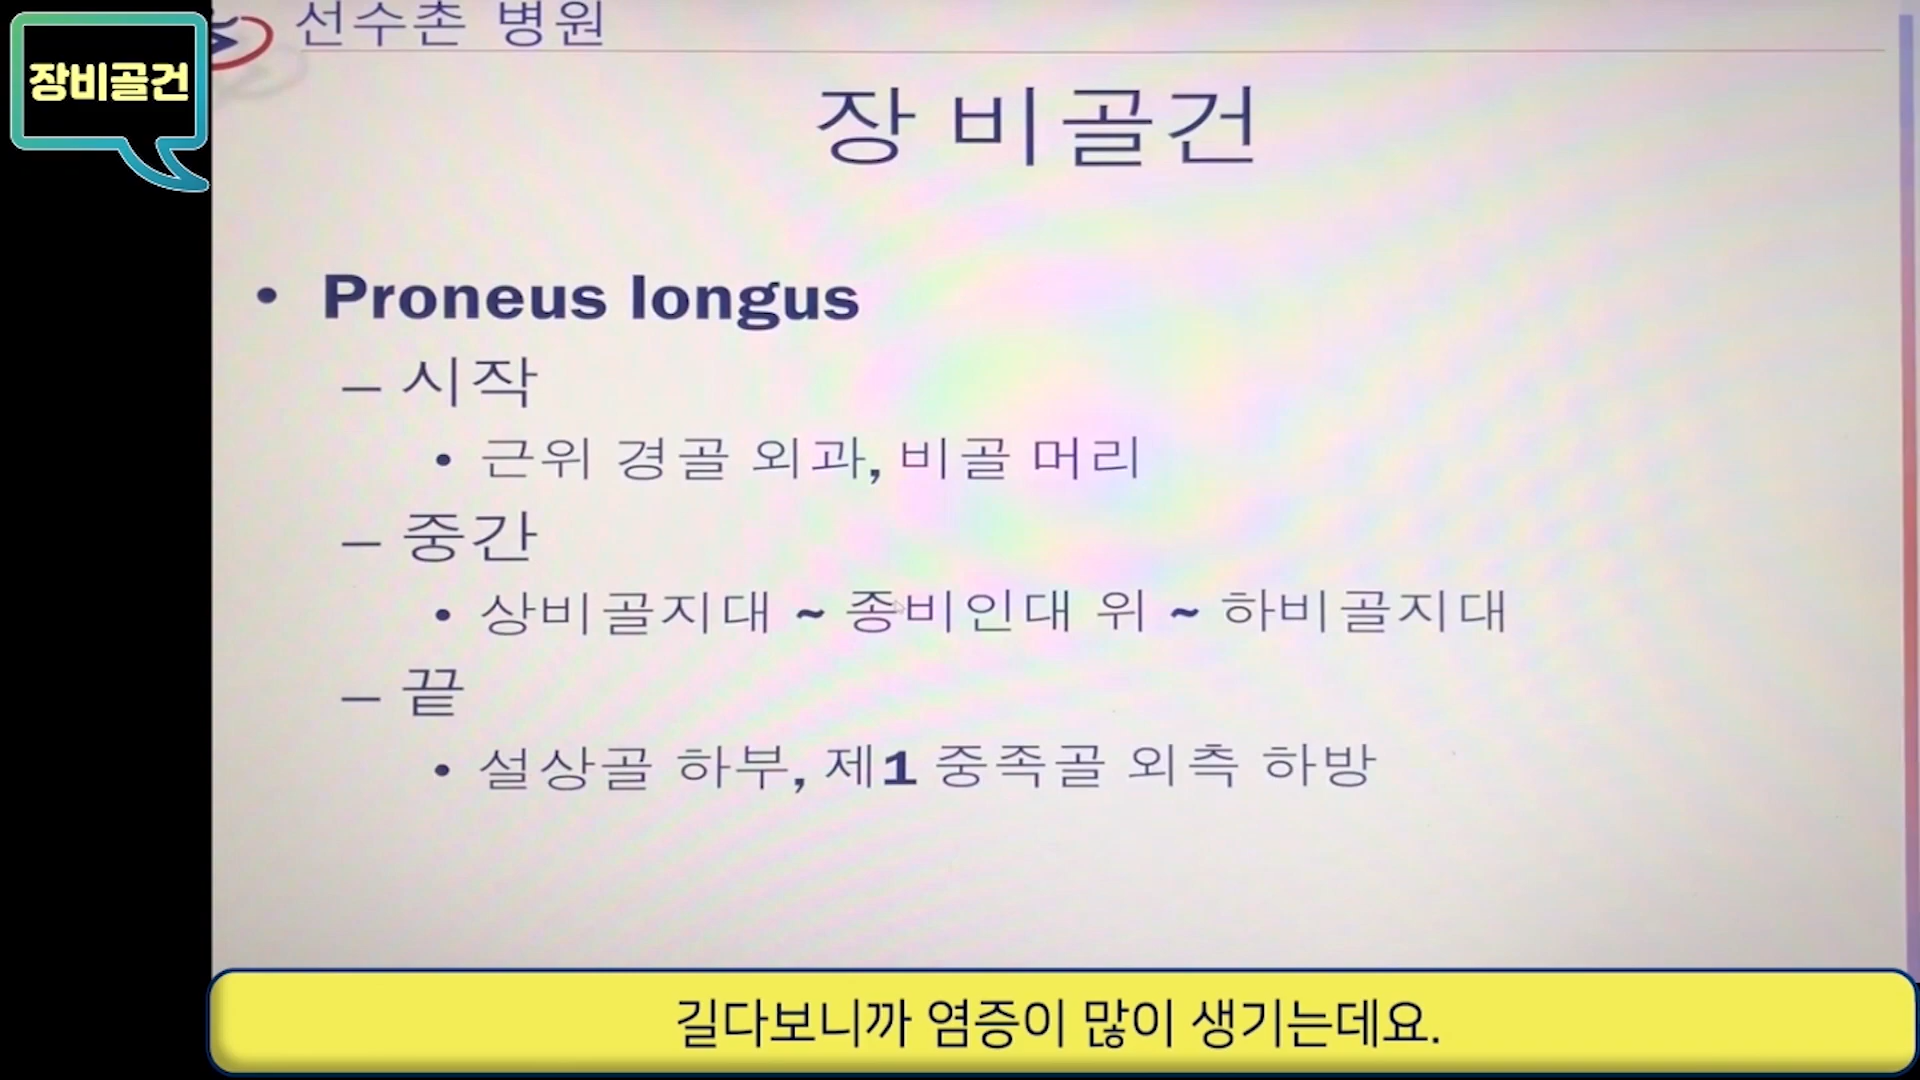 장비골건
선수촌 병원
장 비골건
• Proneus longus
– 시작
• 근위 경골 외과, 비골 머리
– 중간
• 상비골지대 ~ 종비인대 위 ~ 하비골지대
– 끝
• 설상골 하부, 제1 중족골 외측 하방
길다보니까 염증이 많이 생기는데요.